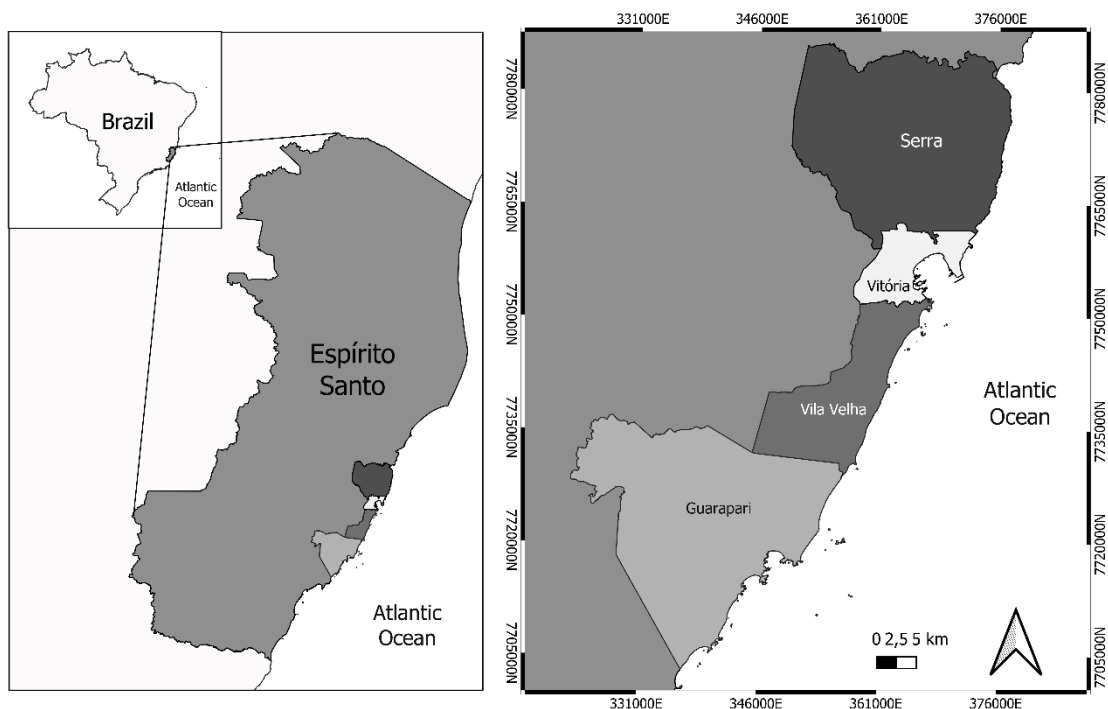 Brazil
Atlantic
Ocean
Espírito
Santo
Atlantic
Ocean
331000E 346000E 361000E 376000E
7780000N
7765000N
7750000N
7735000N
7720000N
7705000N
Serra
Vitória
Vila Velha
Guarapari
Atlantic
Ocean
0 2,5 5 km
7780000N
7765000N
7750000N
7735000N
7720000N
7705000N
331000E 346000E 361000E 376000E